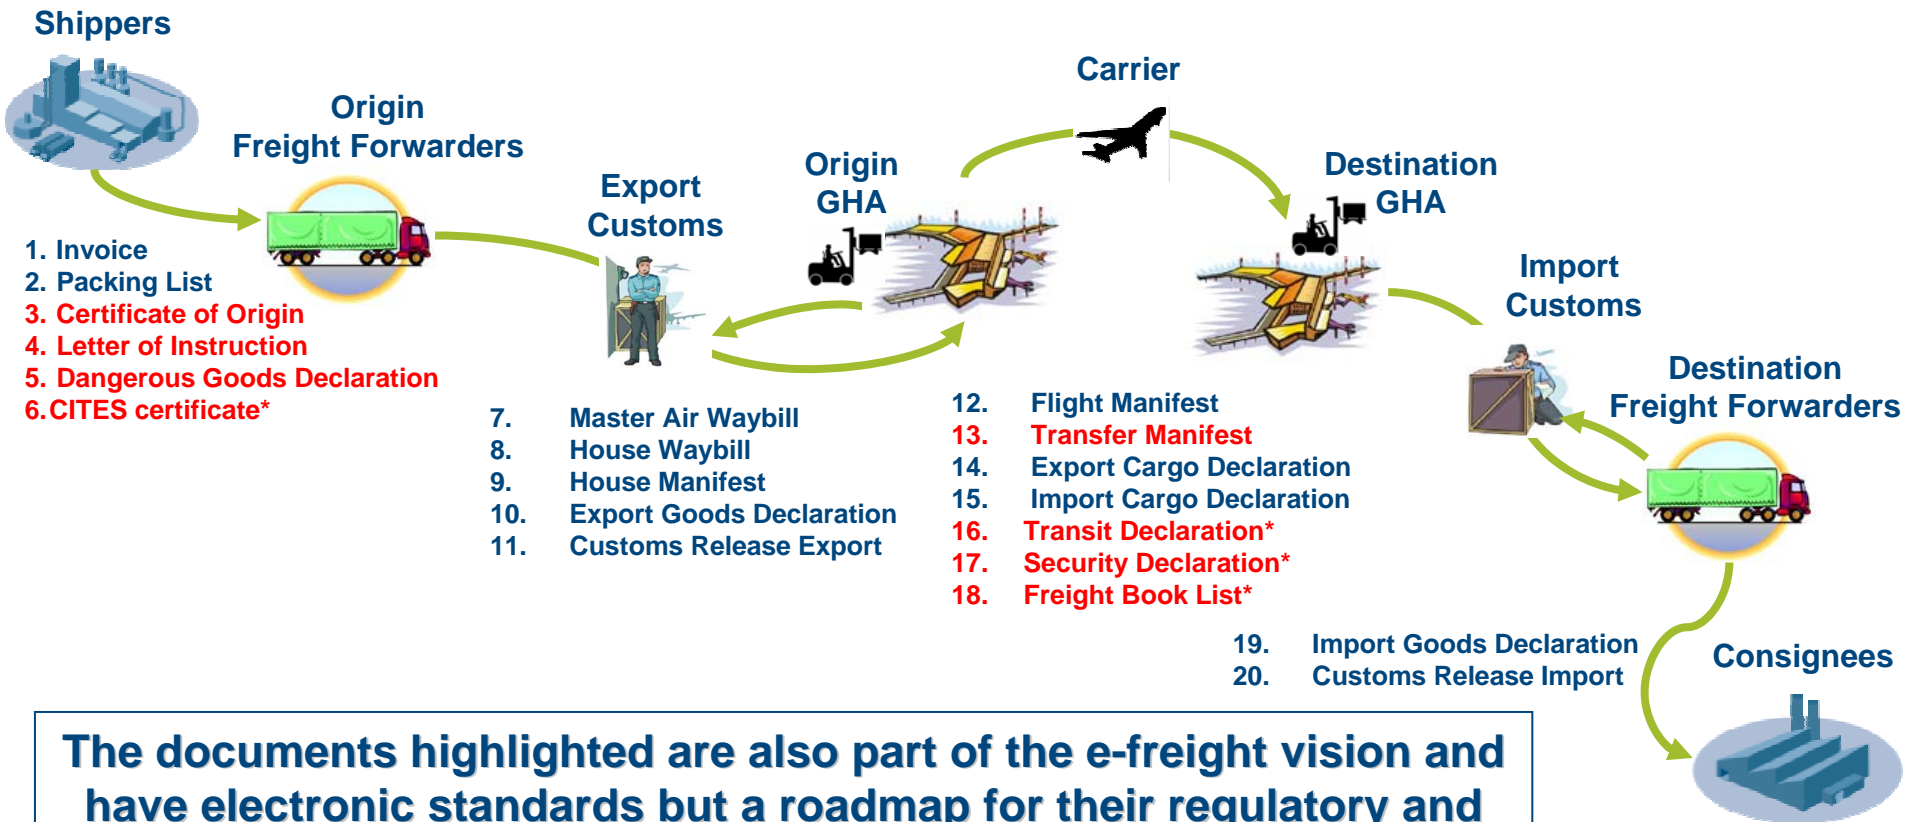 Shippers
Origin
Freight Forwarders
Export
Customs
Origin
GHA
Carrier
Destination
GHA
Import
Customs
Destination
Freight Forwarders
1. Invoice
2. Packing List
3. Certificate of Origin
4. Letter of Instruction
5. Dangerous Goods Declaration
6. CITES certificate*
7. Master Air Waybill
8. House Waybill
9. House Manifest
10. Export Goods Declaration
11. Customs Release Export
12. Flight Manifest
13. Transfer Manifest
14. Export Cargo Declaration
15. Import Cargo Declaration
16. Transit Declaration*
17. Security Declaration*
18. Freight Book List*
19. Import Goods Declaration
20. Customs Release Import
Consignees
The documents highlighted are also part of the e-freight vision and
have electronic standards but a roadmap for their regulatory and